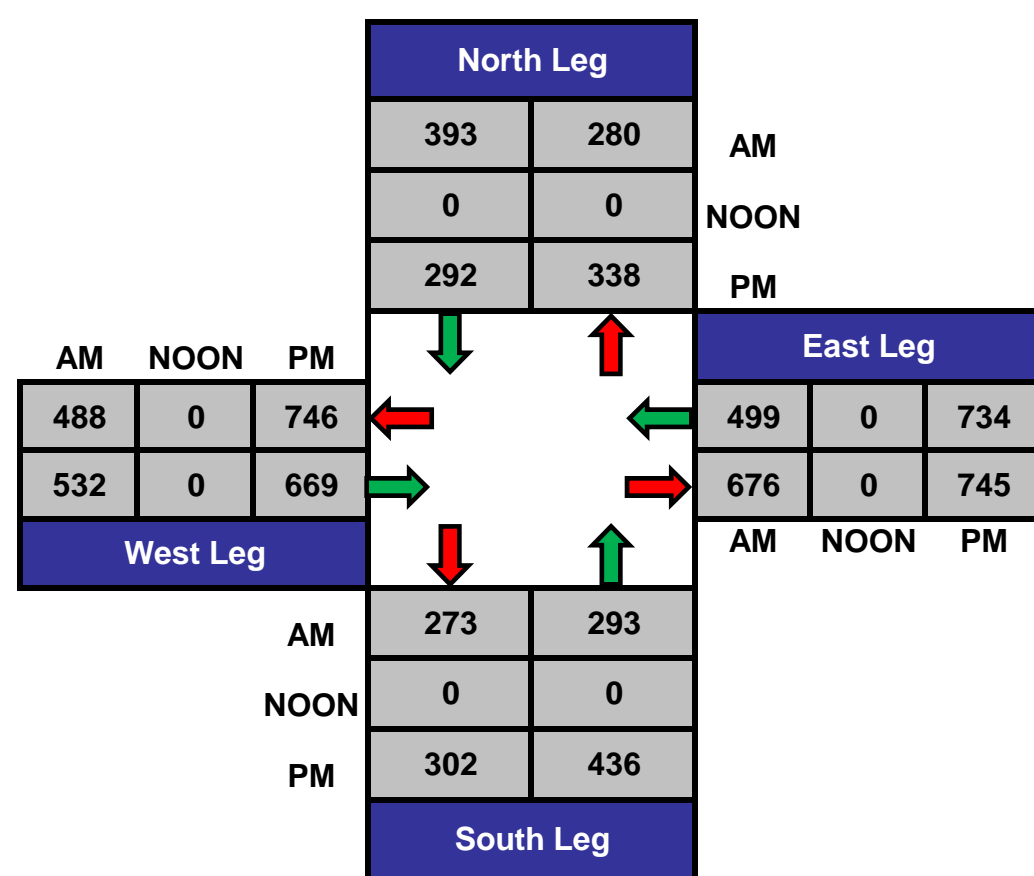 North Leg
393 280 AM
0 0 NOON
292 338 PM
East Leg
AM NOON PM
488 0 746
499 0 734
532 0 669
676 0 745
West Leg
AM NOON PM
AM 273 293
NOON 0 0
PM 302 436
South Leg